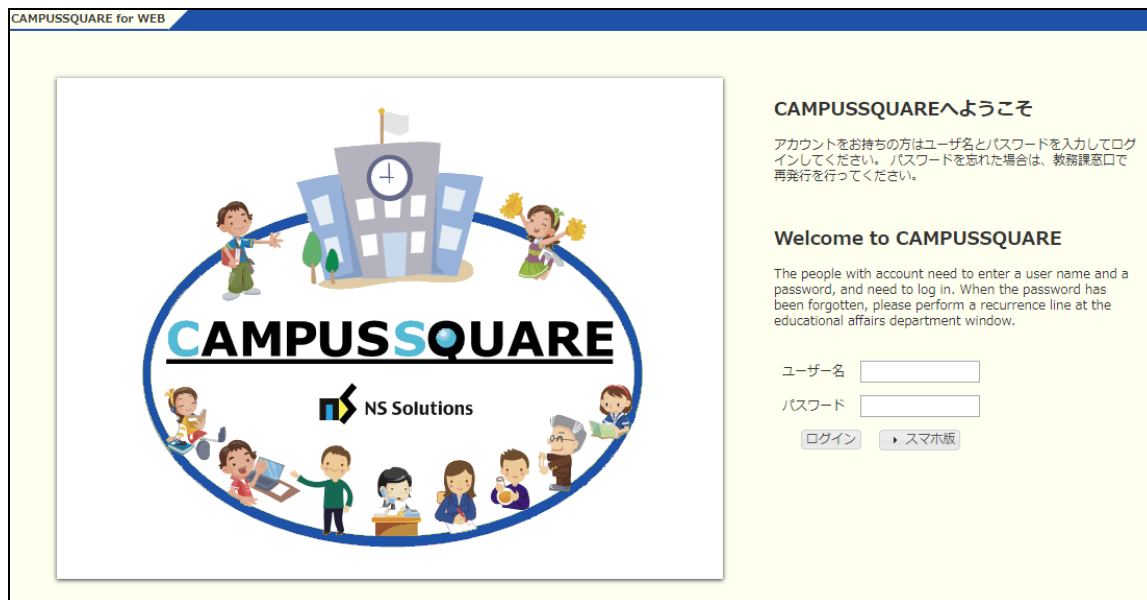 CAMPUSSQUARE for WEB
CAMPUSSQUARE
NS Solutions
CAMPUSSQUAREへようこそ
アカウントをお持ちの方はユーザ名とパスワードを入力してログ
インしてください。 パスワードを忘れた場合は、教務課窓口で
再発行を行ってください。
Welcome to CAMPUSSQUARE
The people with account need to enter a user name and a
password, and need to log in. When the password has
been forgotten, please perform a recurrence line at the
educational affairs department window.
ユーザー名
パスワード
ログイン
スマホ版